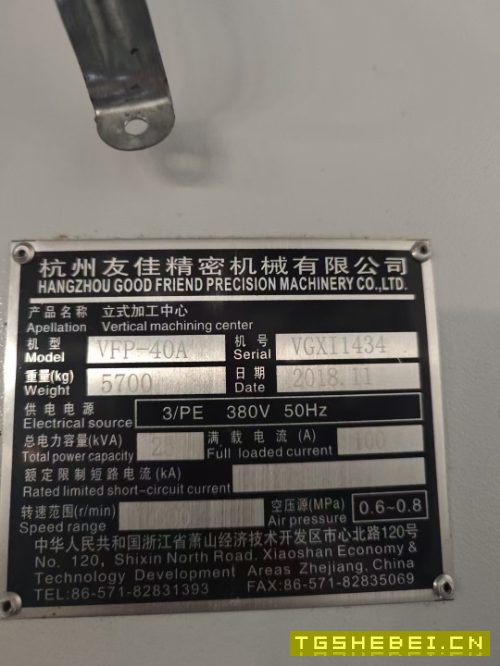 杭州友佳精密机械有限公司
HANGZHOU GOOD FRIEND PRECISION MACHINERY CO.,LTD.
产品名称 立式加工中心
Apellation Vertical machining center
机型 VFP-40A 机号 VGXI1434
Model Serial
重量(kg) 5700 日期 2018.11
Weight Date
供电电源 3/PE 380V 50Hz
Electrical source
总电力容量(kVA) 满载电流(A)
Total power capacity Full loaded current
额定限制短路电流(kA)
Rated limited short-circuit current
转速范围(r/min) 空压源(MPa) 0.6~0.8
Speed range Air pressure
中华人民共和国浙江省萧山经济技术开发区市心北路120号
No. 120, Shixin North Road, Xiaoshan Economy &
Technology Development Areas Zhejiang, China
TEL:86-571-82831393 FAX:86-571-82835069
TGSHEBEI.CN